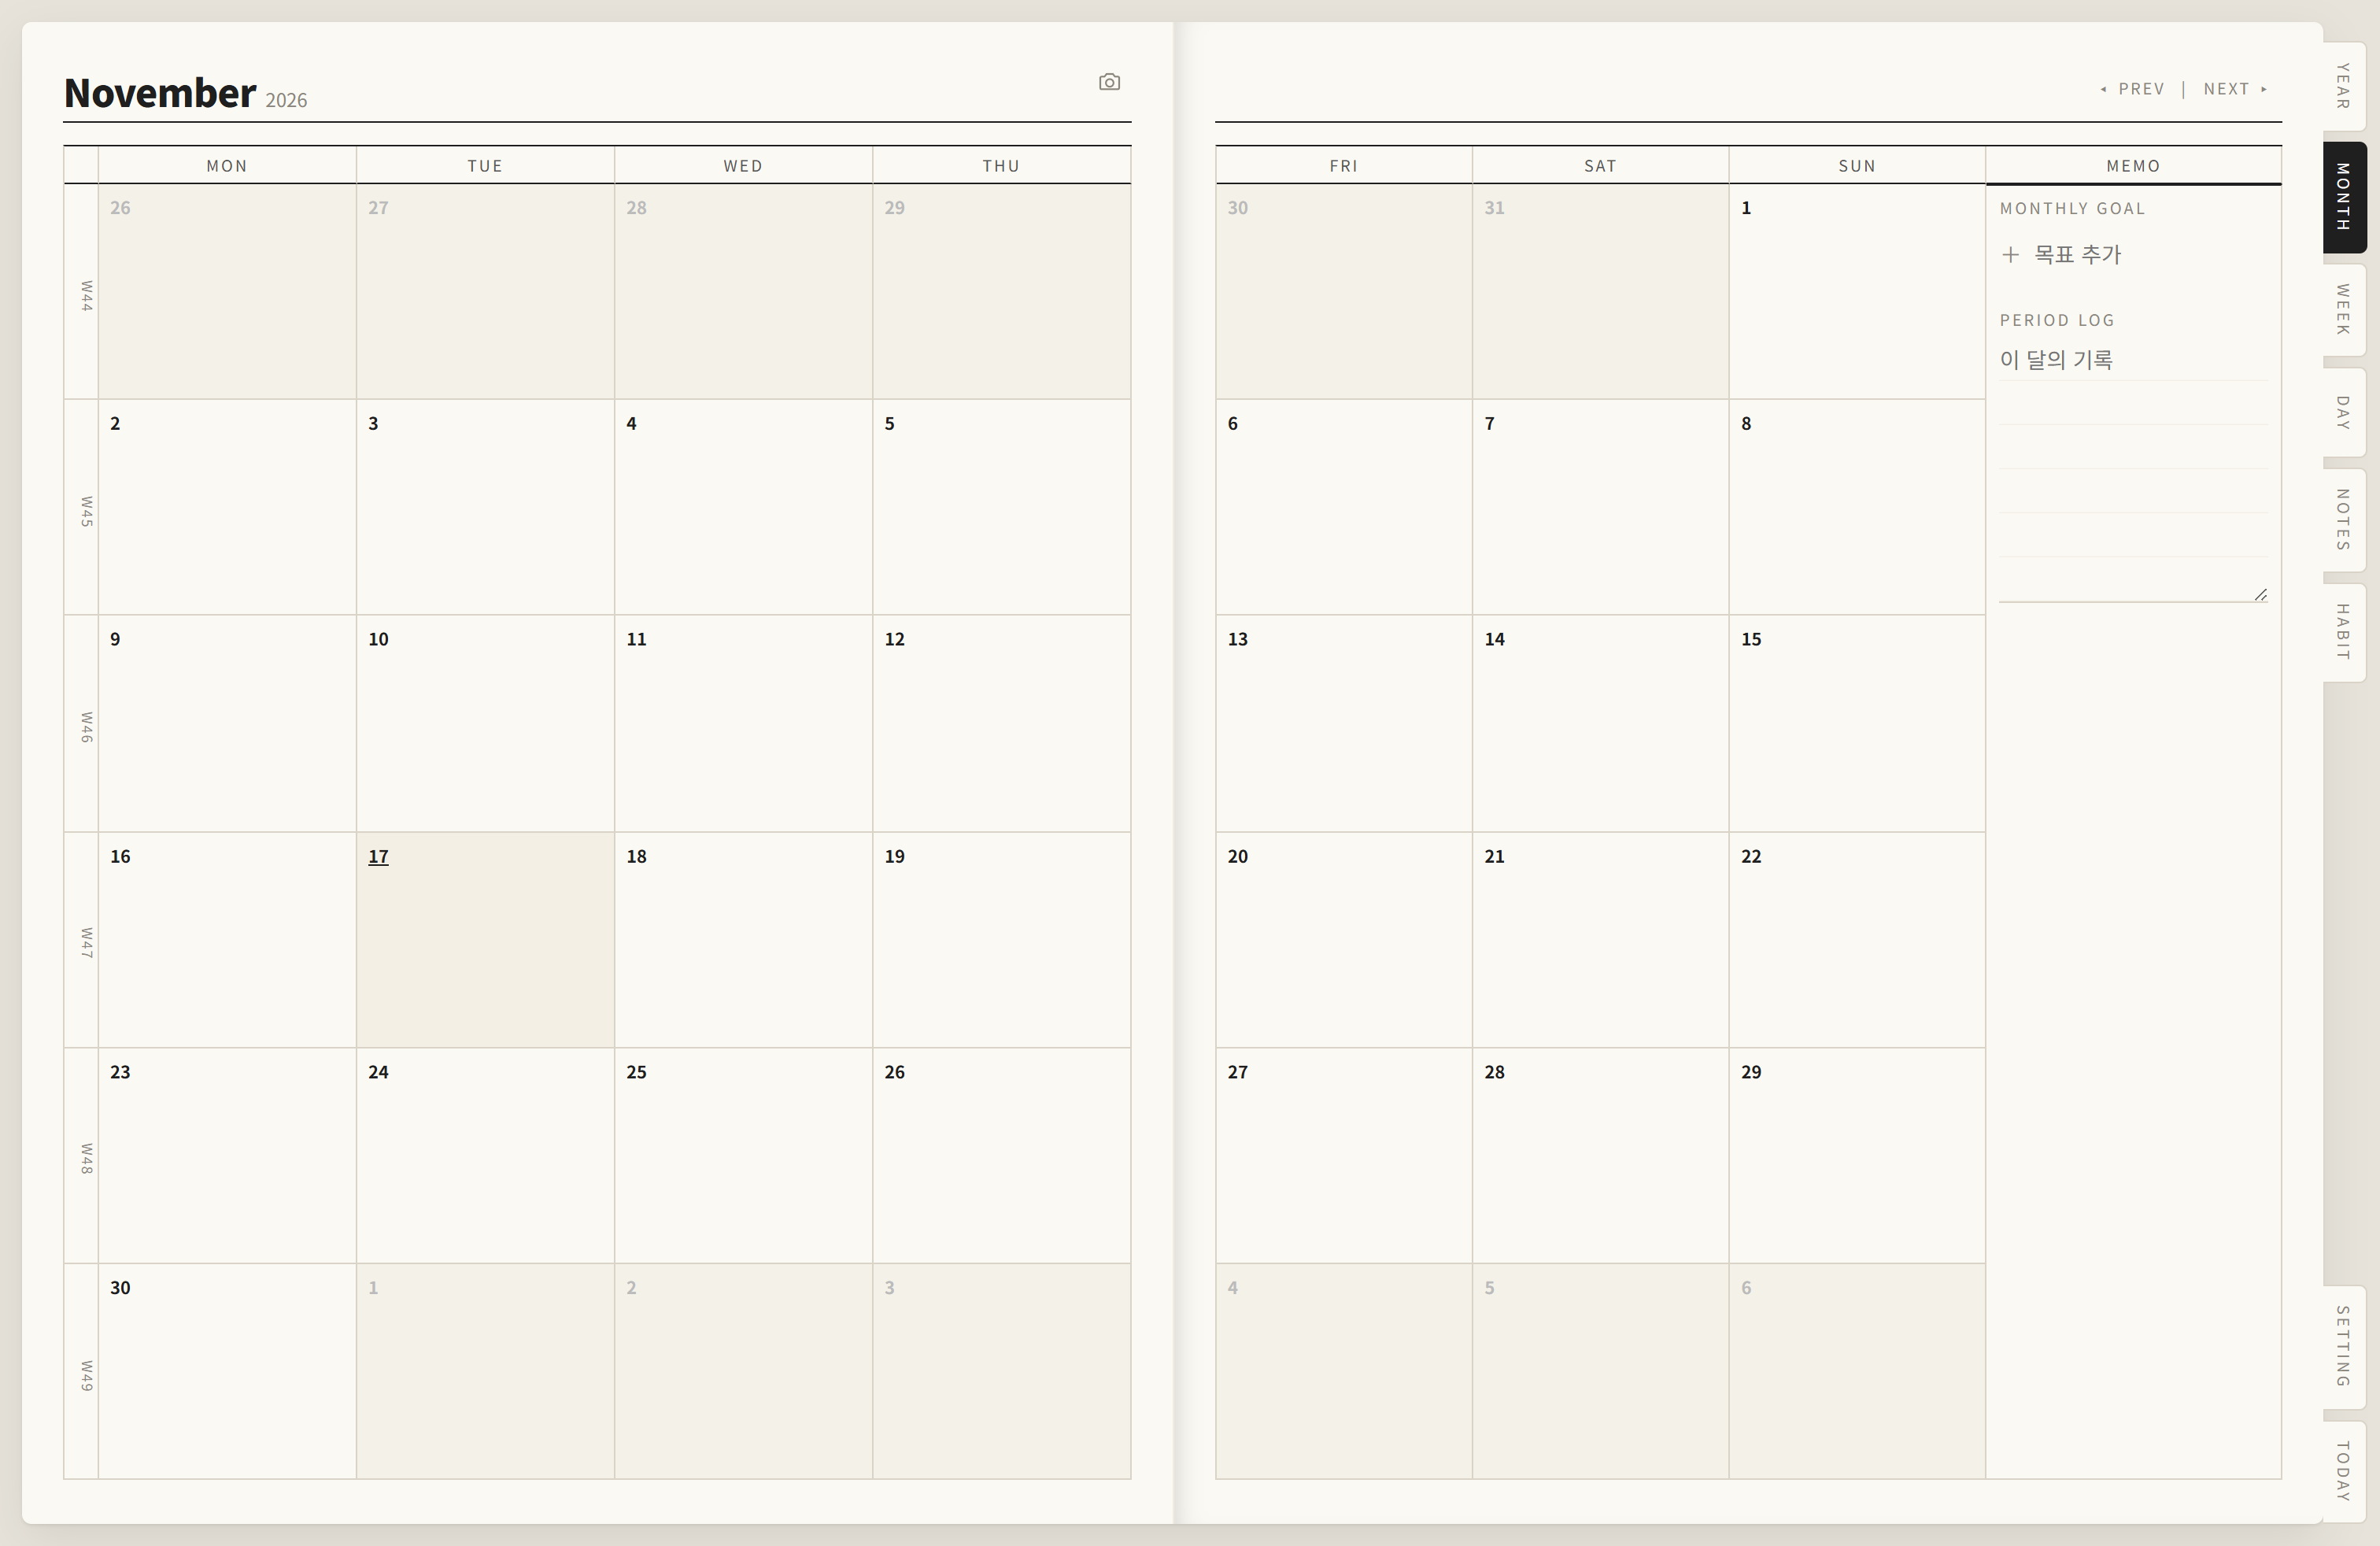 November 2026
◂ PREV | NEXT ▸
MON TUE WED THU FRI SAT SUN MEMO
W44 26 27 28 29 30 31 1
W45 2 3 4 5 6 7 8
W46 9 10 11 12 13 14 15
W47 16 17 18 19 20 21 22
W48 23 24 25 26 27 28 29
W49 30 1 2 3 4 5 6
MONTHLY GOAL
+ 목표 추가
PERIOD LOG
이 달의 기록
YEAR
MONTH
WEEK
DAY
NOTES
HABIT
SETTING
TODAY